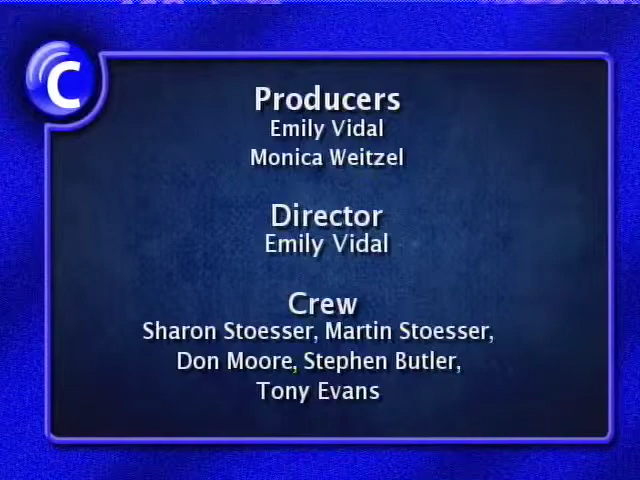 C
Producers
Emily Vidal
Monica Weitzel
Director
Emily Vidal
Crew
Sharon Stoesser, Martin Stoesser,
Don Moore, Stephen Butler,
Tony Evans